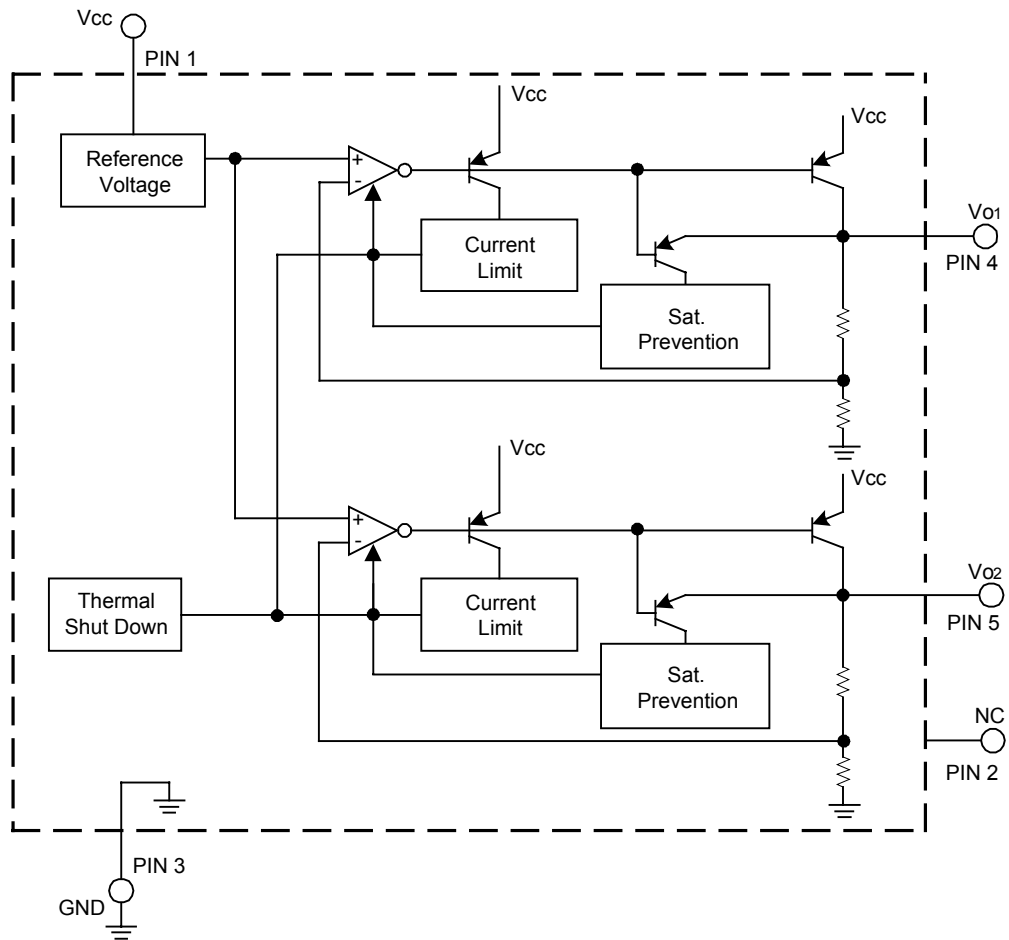 Vcc
PIN 1
Vcc
Vcc
Reference
Voltage
+
-
Vo1
PIN 4
Current
Limit
Sat.
Prevention
Vcc
Vcc
+
-
Thermal
Shut Down
Current
Limit
Vo2
PIN 5
Sat.
Prevention
NC
PIN 2
PIN 3
GND